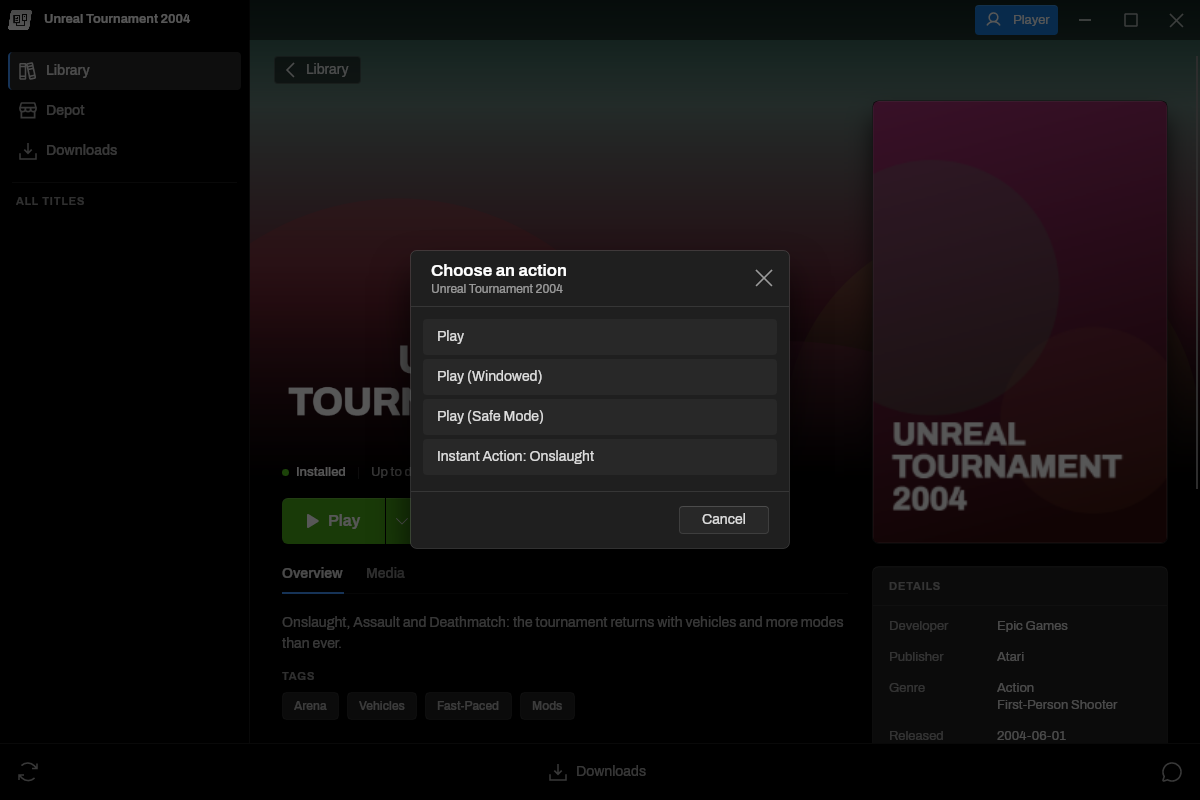 Unreal Tournament 2004
Player
Library
Depot
Downloads
ALL TITLES
Library
UNREAL
TOURNAMENT
2004
Choose an action
Unreal Tournament 2004
Play
Play (Windowed)
Play (Safe Mode)
Instant Action: Onslaught
Cancel
Installed
Up to
Play
Overview
Media
Onslaught, Assault and Deathmatch: the tournament returns with vehicles and more modes
than ever.
TAGS
Arena
Vehicles
Fast-Paced
Mods
DETAILS
Developer
Epic Games
Publisher
Atari
Genre
Action
First-Person Shooter
Released
2004-06-01
Downloads